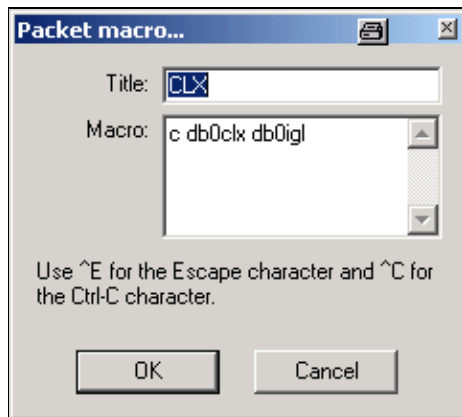 Packet macro...
Title: CLX
Macro: c db0clx db0igl
Use ^E for the Escape character and ^C for
the Ctrl-C character.
OK Cancel